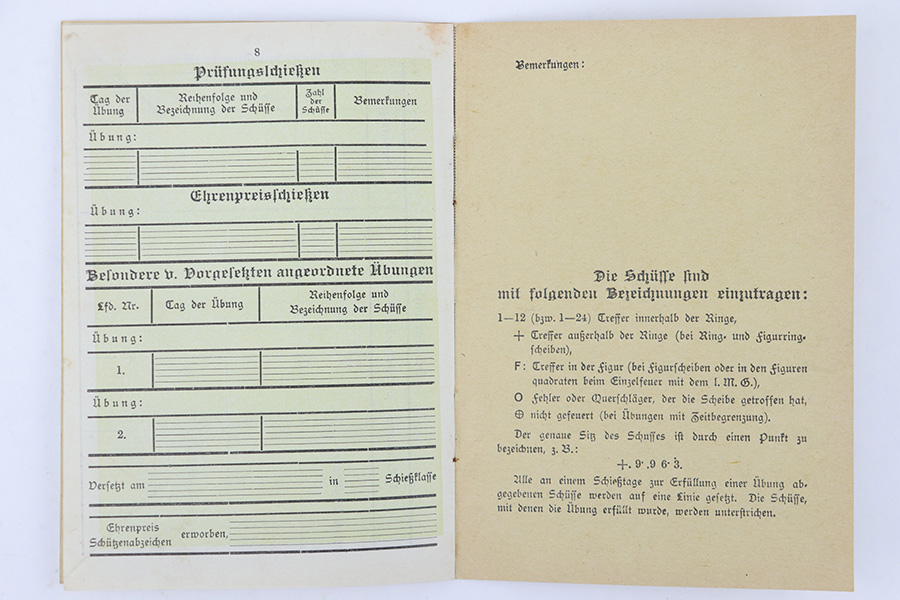 8
Prüfungsschießen
Tag der Übung
Reihenfolge und Bezeichnung der Schüsse
Zahl der Schüsse
Bemerkungen
Übung:
Ehrenpreisschießen
Übung:
Besondere v. Vorgesetzten angeordnete Übungen
Lfd. Nr.
Tag der Übung
Reihenfolge und Bezeichnung der Schüsse
Übung:
1.
Übung:
2.
Versetzt am in Schießklasse
Ehrenpreis
Schützenabzeichen erworben,
Bemerkungen:
Die Schüsse sind
mit folgenden Bezeichnungen einzutragen:
1—12 (bzw. 1—24) Treffer innerhalb der Ringe,
+ Treffer außerhalb der Ringe (bei Ring- und Figurring-
scheiben),
F: Treffer in der Figur (bei Figurscheiben oder in den Figuren
quadraten beim Einzelfeuer mit dem l. M. G.),
O Fehler oder Querschläger, der die Scheibe getroffen hat,
⊕ nicht gefeuert (bei Übungen mit Zeitbegrenzung).
Der genaue Sitz des Schusses ist durch einen Punkt zu
bezeichnen, z. B.:
+. 9· .9 6· 3.
Alle an einem Schießtage zur Erfüllung einer Übung ab-
gegebenen Schüsse werden auf eine Linie gesetzt. Die Schüsse,
mit denen die Übung erfüllt wurde, werden unterstrichen.